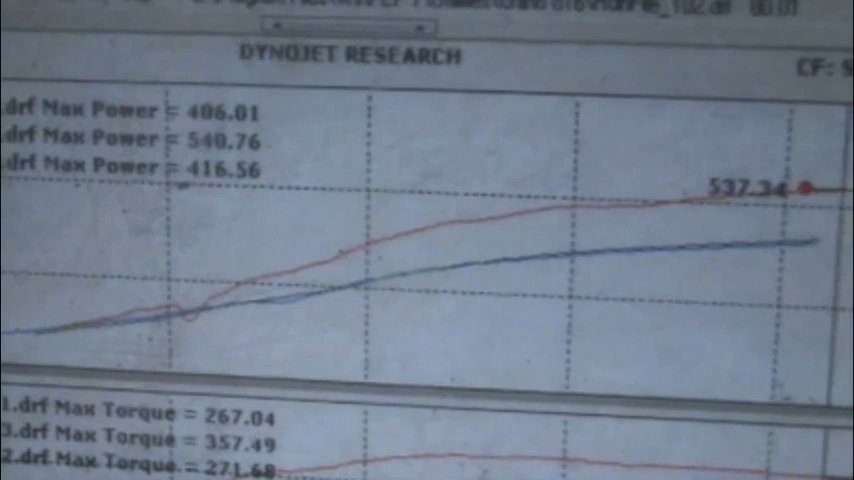 DYNOJET RESEARCH
CF: S
.drf Max Power = 406.01
.drf Max Power = 540.76
.drf Max Power = 416.56
537.34
1.drf Max Torque = 267.04
3.drf Max Torque = 357.49
2.drf Max Torque = 271.68